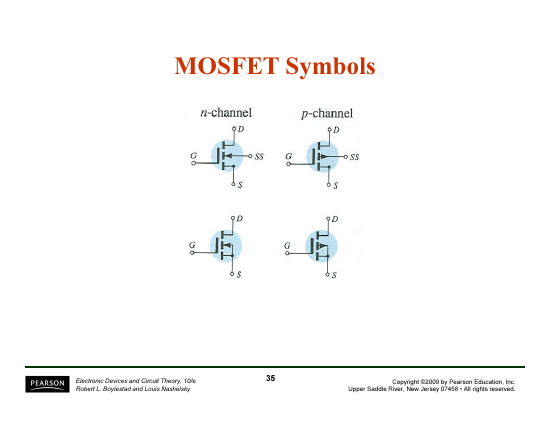 MOSFET Symbols
n-channel p-channel
D D
G SS G SS
S S
D D
G G
S S
PEARSON
Electronic Devices and Circuit Theory, 10/e
Robert L. Boylestad and Louis Nashelsky
35
Copyright ©2009 by Pearson Education, Inc.
Upper Saddle River, New Jersey 07458 • All rights reserved.